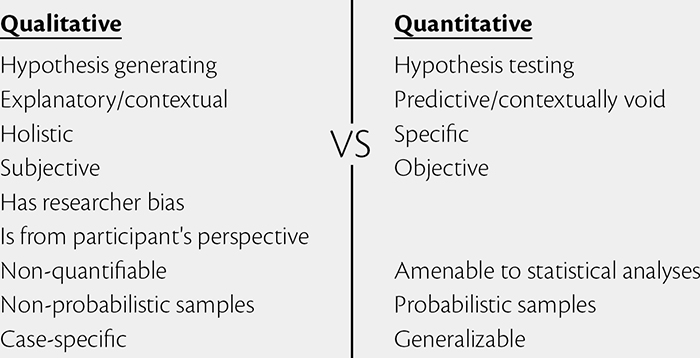 Qualitative
Hypothesis generating
Explanatory/contextual
Holistic
Subjective
Has researcher bias
Is from participant's perspective
Non-quantifiable
Non-probabilistic samples
Case-specific
VS
Quantitative
Hypothesis testing
Predictive/contextually void
Specific
Objective
Amenable to statistical analyses
Probabilistic samples
Generalizable